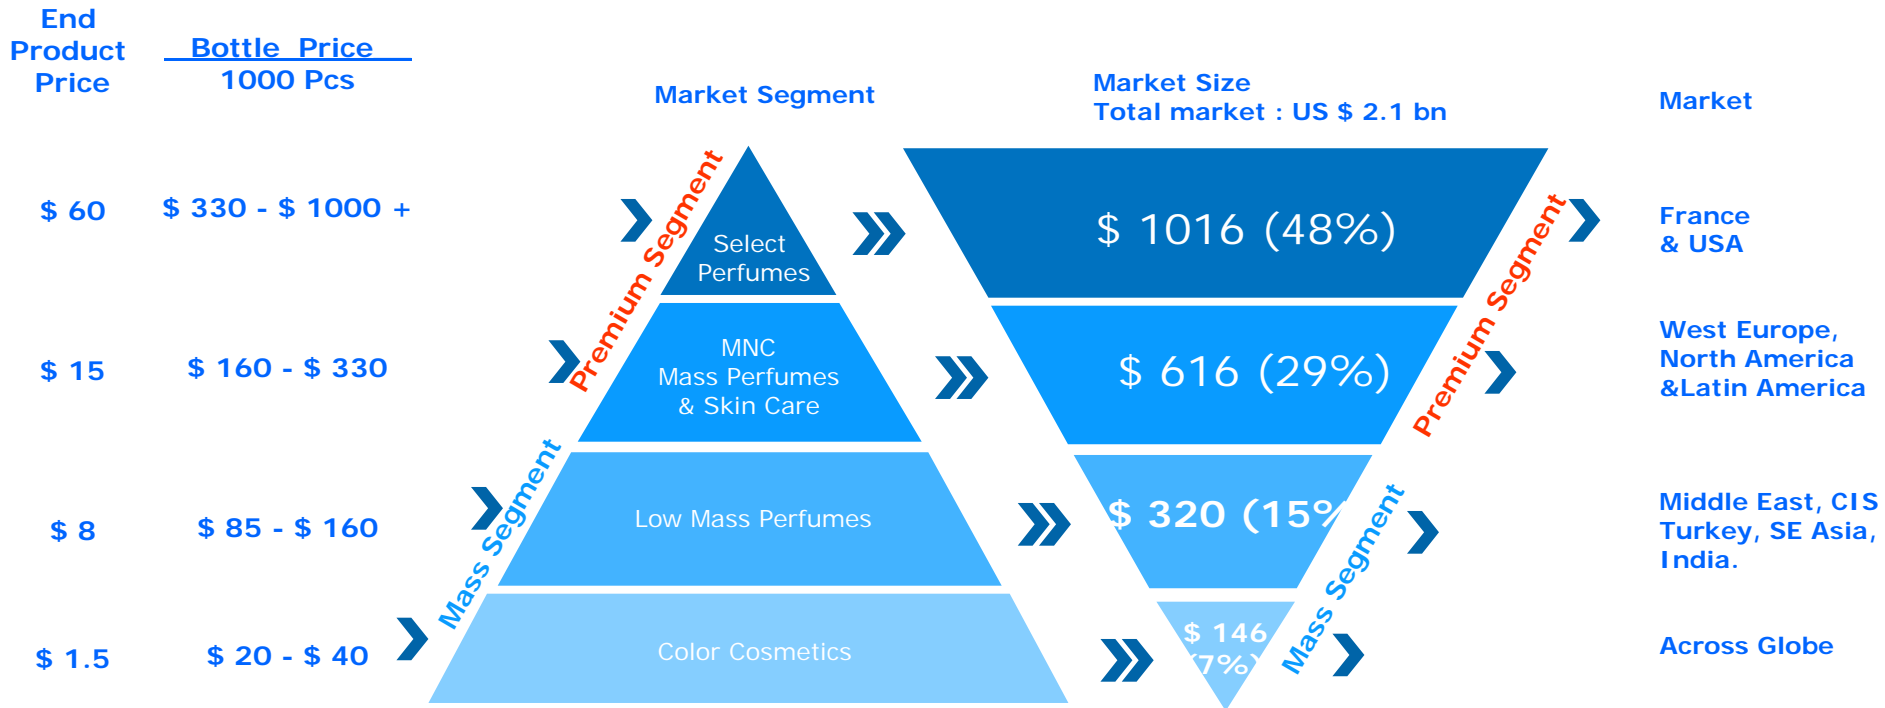 End
Product
Price
Bottle Price
1000 Pcs
Market Segment
Market Size
Total market : US $ 2.1 bn
Market
$ 60
$ 330 - $ 1000 +
Premium Segment
Select
Perfumes
$ 1016 (48%)
Premium Segment
France
& USA
$ 15
$ 160 - $ 330
MNC
Mass Perfumes
& Skin Care
$ 616 (29%)
West Europe,
North America
&Latin America
$ 8
$ 85 - $ 160
Mass Segment
Low Mass Perfumes
$ 320 (15%
Mass Segment
Middle East, CIS
Turkey, SE Asia,
India.
$ 1.5
$ 20 - $ 40
Color Cosmetics
$ 146
(7%)
Across Globe